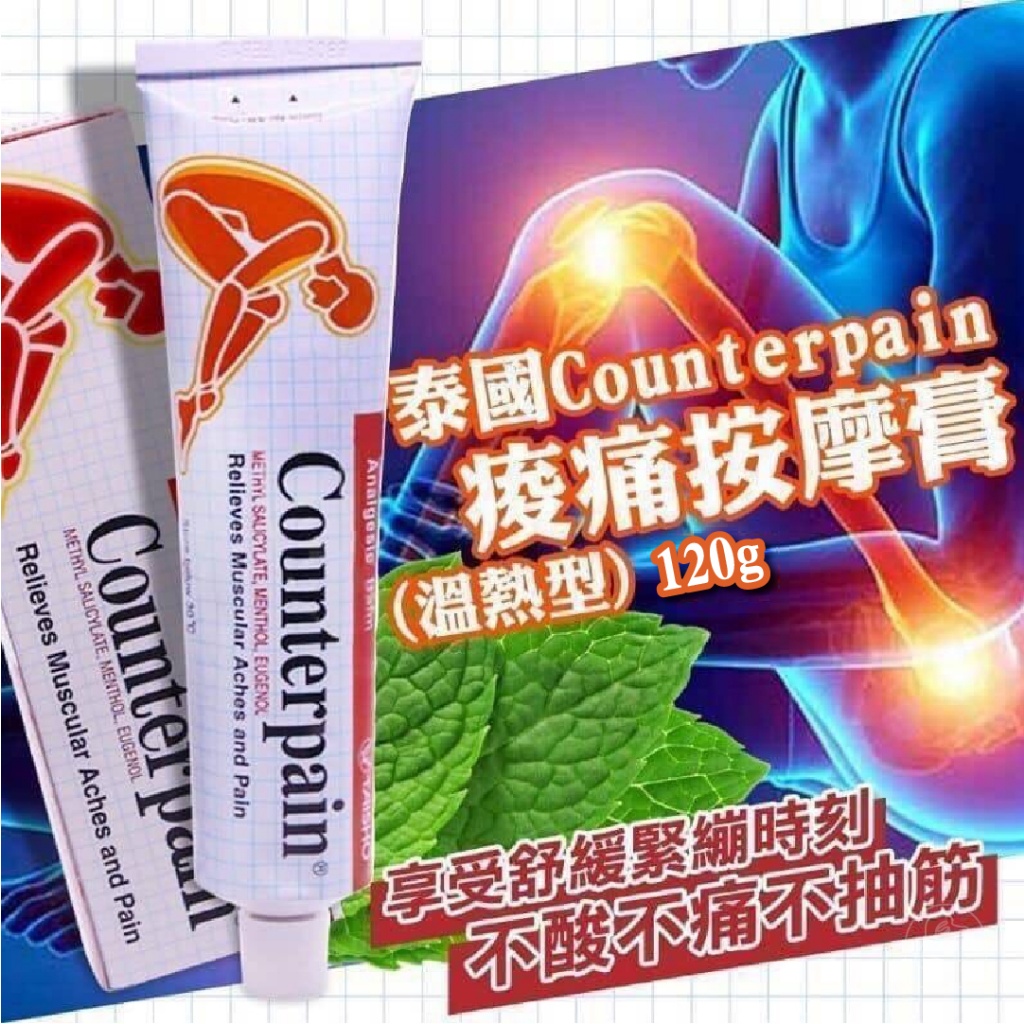 泰國Counterpain
痠痛按摩膏
(溫熱型) 120g
享受舒緩緊繃時刻
不酸不痛不抽筋
Analgesic Balm
Counterpain®
METHYL SALICYLATE, MENTHOL, EUGENOL
Relieves Muscular Aches and Pain
Counterpain
METHYL SALICYLATE, MENTHOL, EUGENOL
Relieves Muscular Aches and Pain